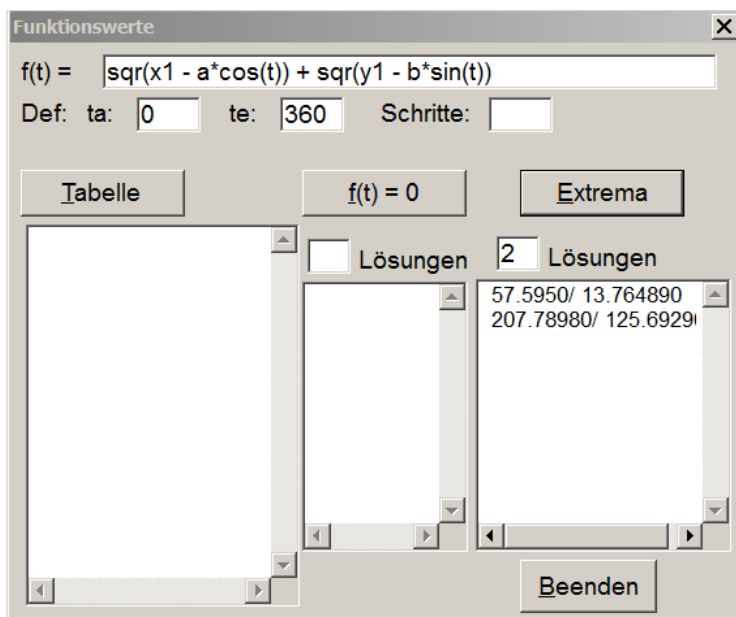 Funktionswerte
f(t) = sqr(x1 - a*cos(t)) + sqr(y1 - b*sin(t))
Def: ta: 0 te: 360 Schritte:
Tabelle f(t) = 0 Extrema
Lösungen 2 Lösungen
57.5950/ 13.764890
207.78980/ 125.6929
Beenden